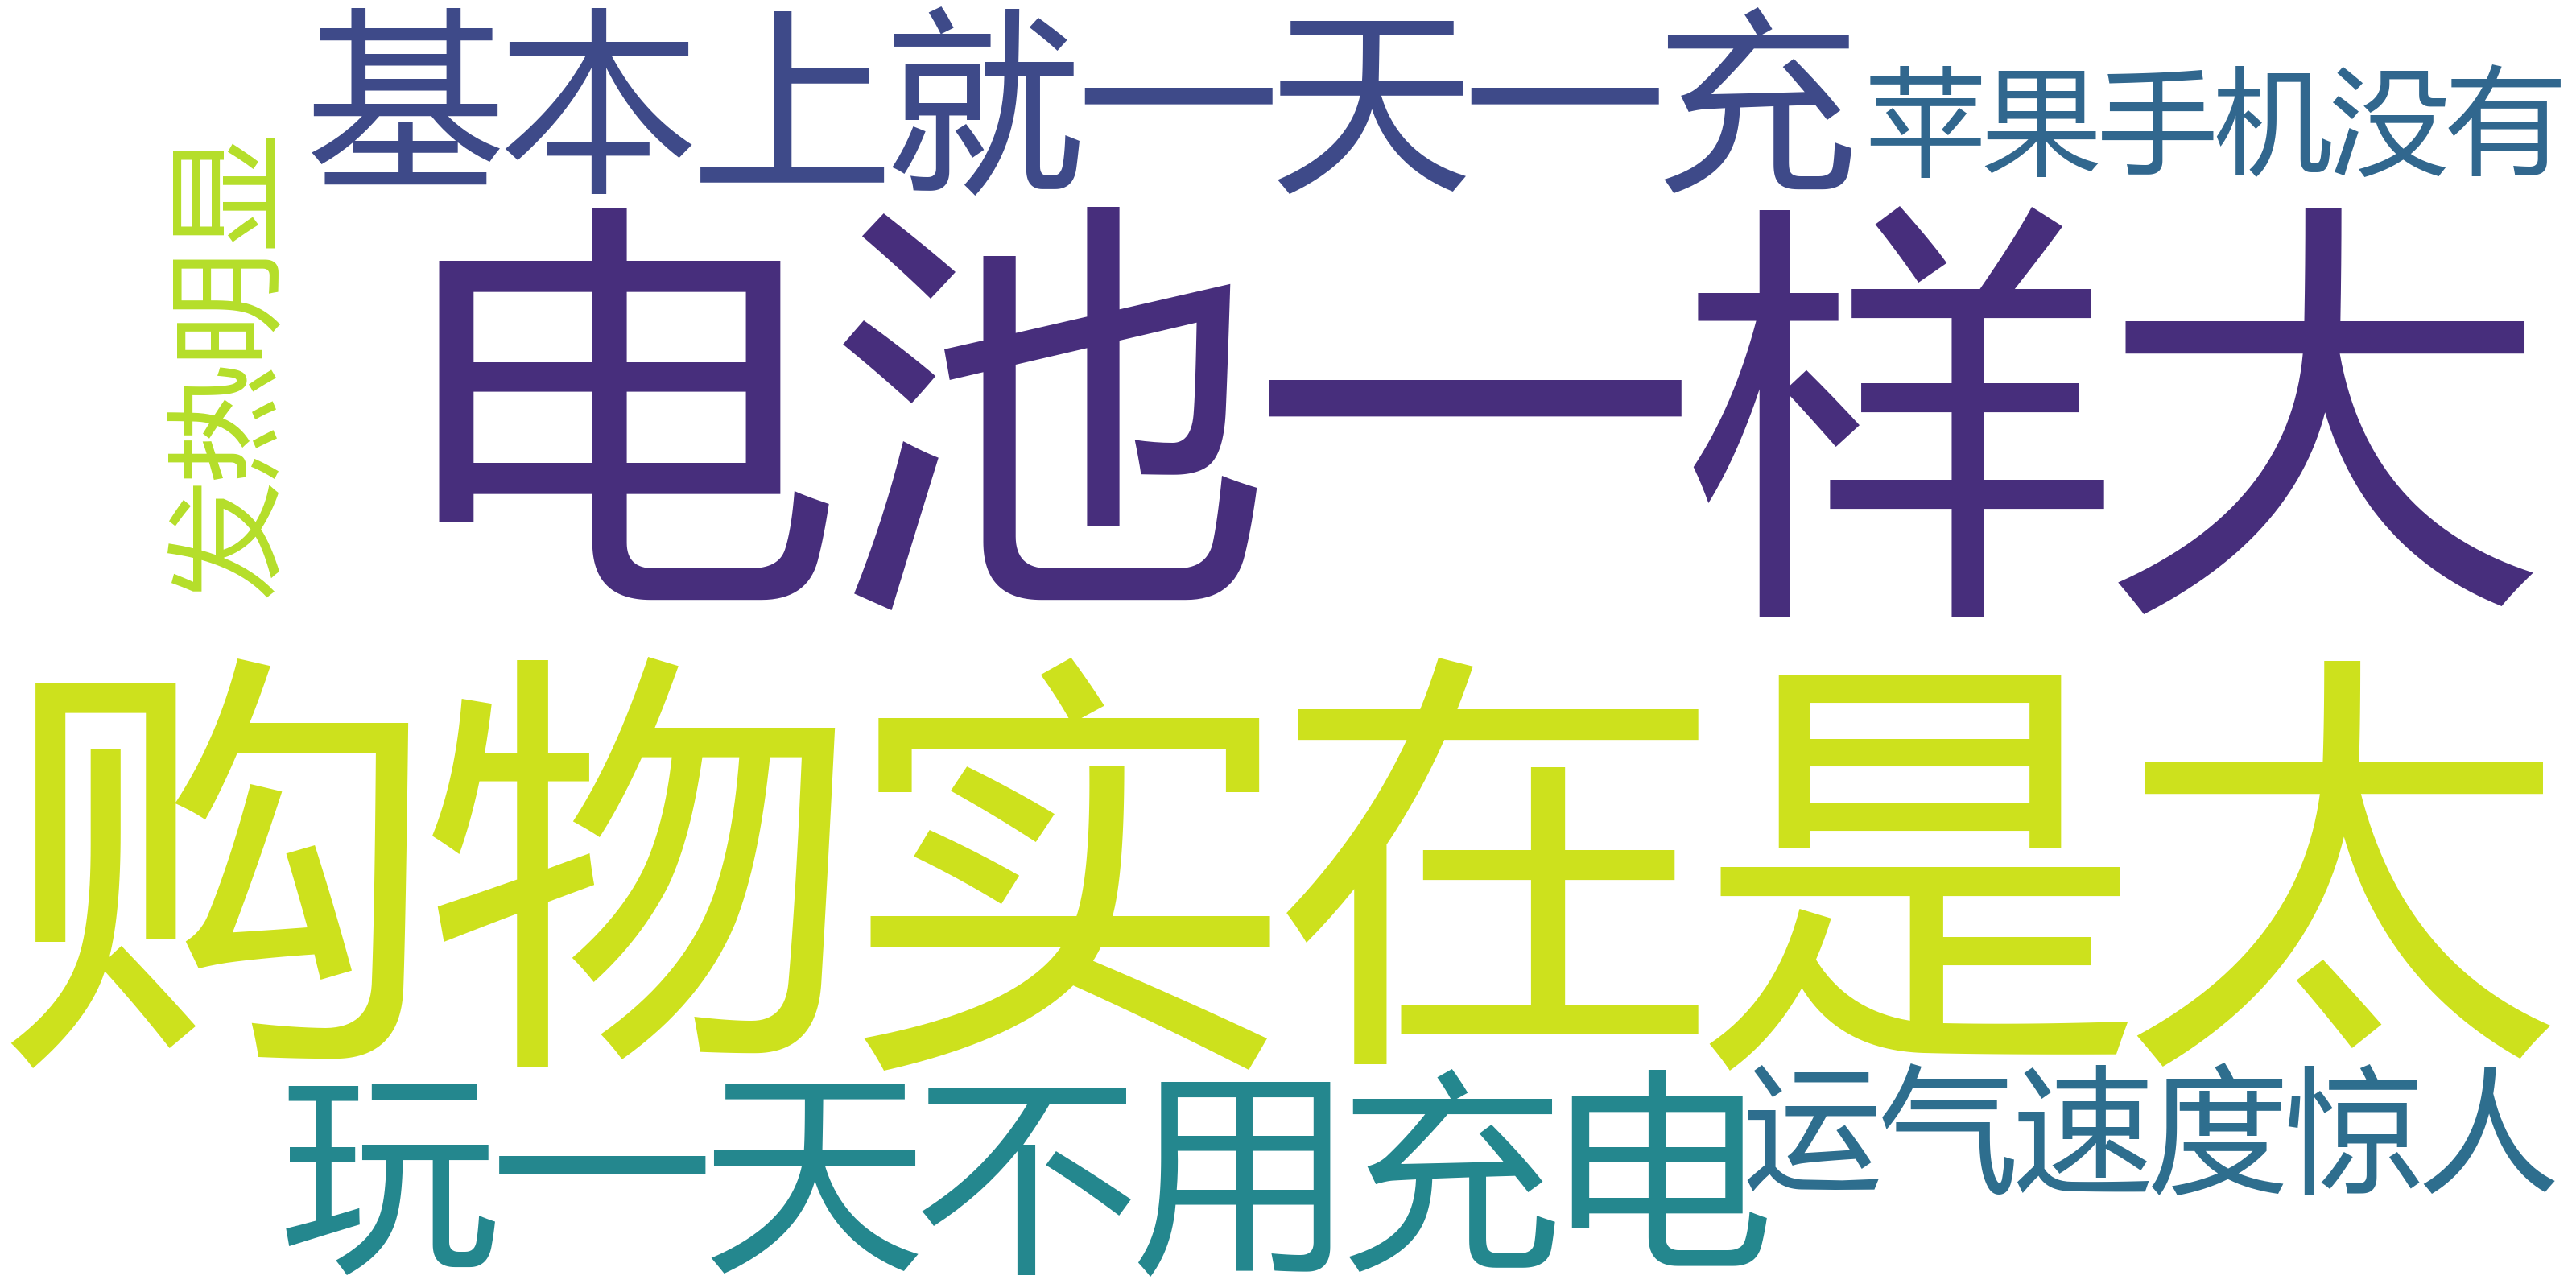 基本上就一天一充
苹果手机没有
发热明显
电池一样大
购物实在是太
玩一天不用充电
运气速度惊人